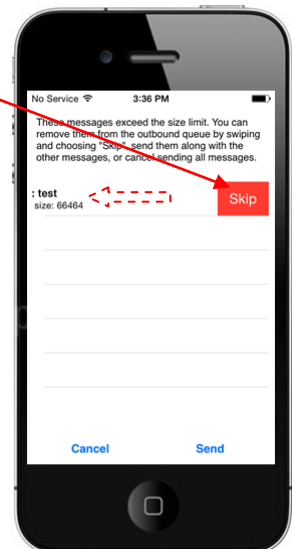 No Service 3:36 PM
These messages exceed the size limit. You can
remove them from the outbound queue by swiping
and choosing "Skip", send them along with the
other messages, or cancel sending all messages.
: test
size: 66464
Skip
Cancel Send